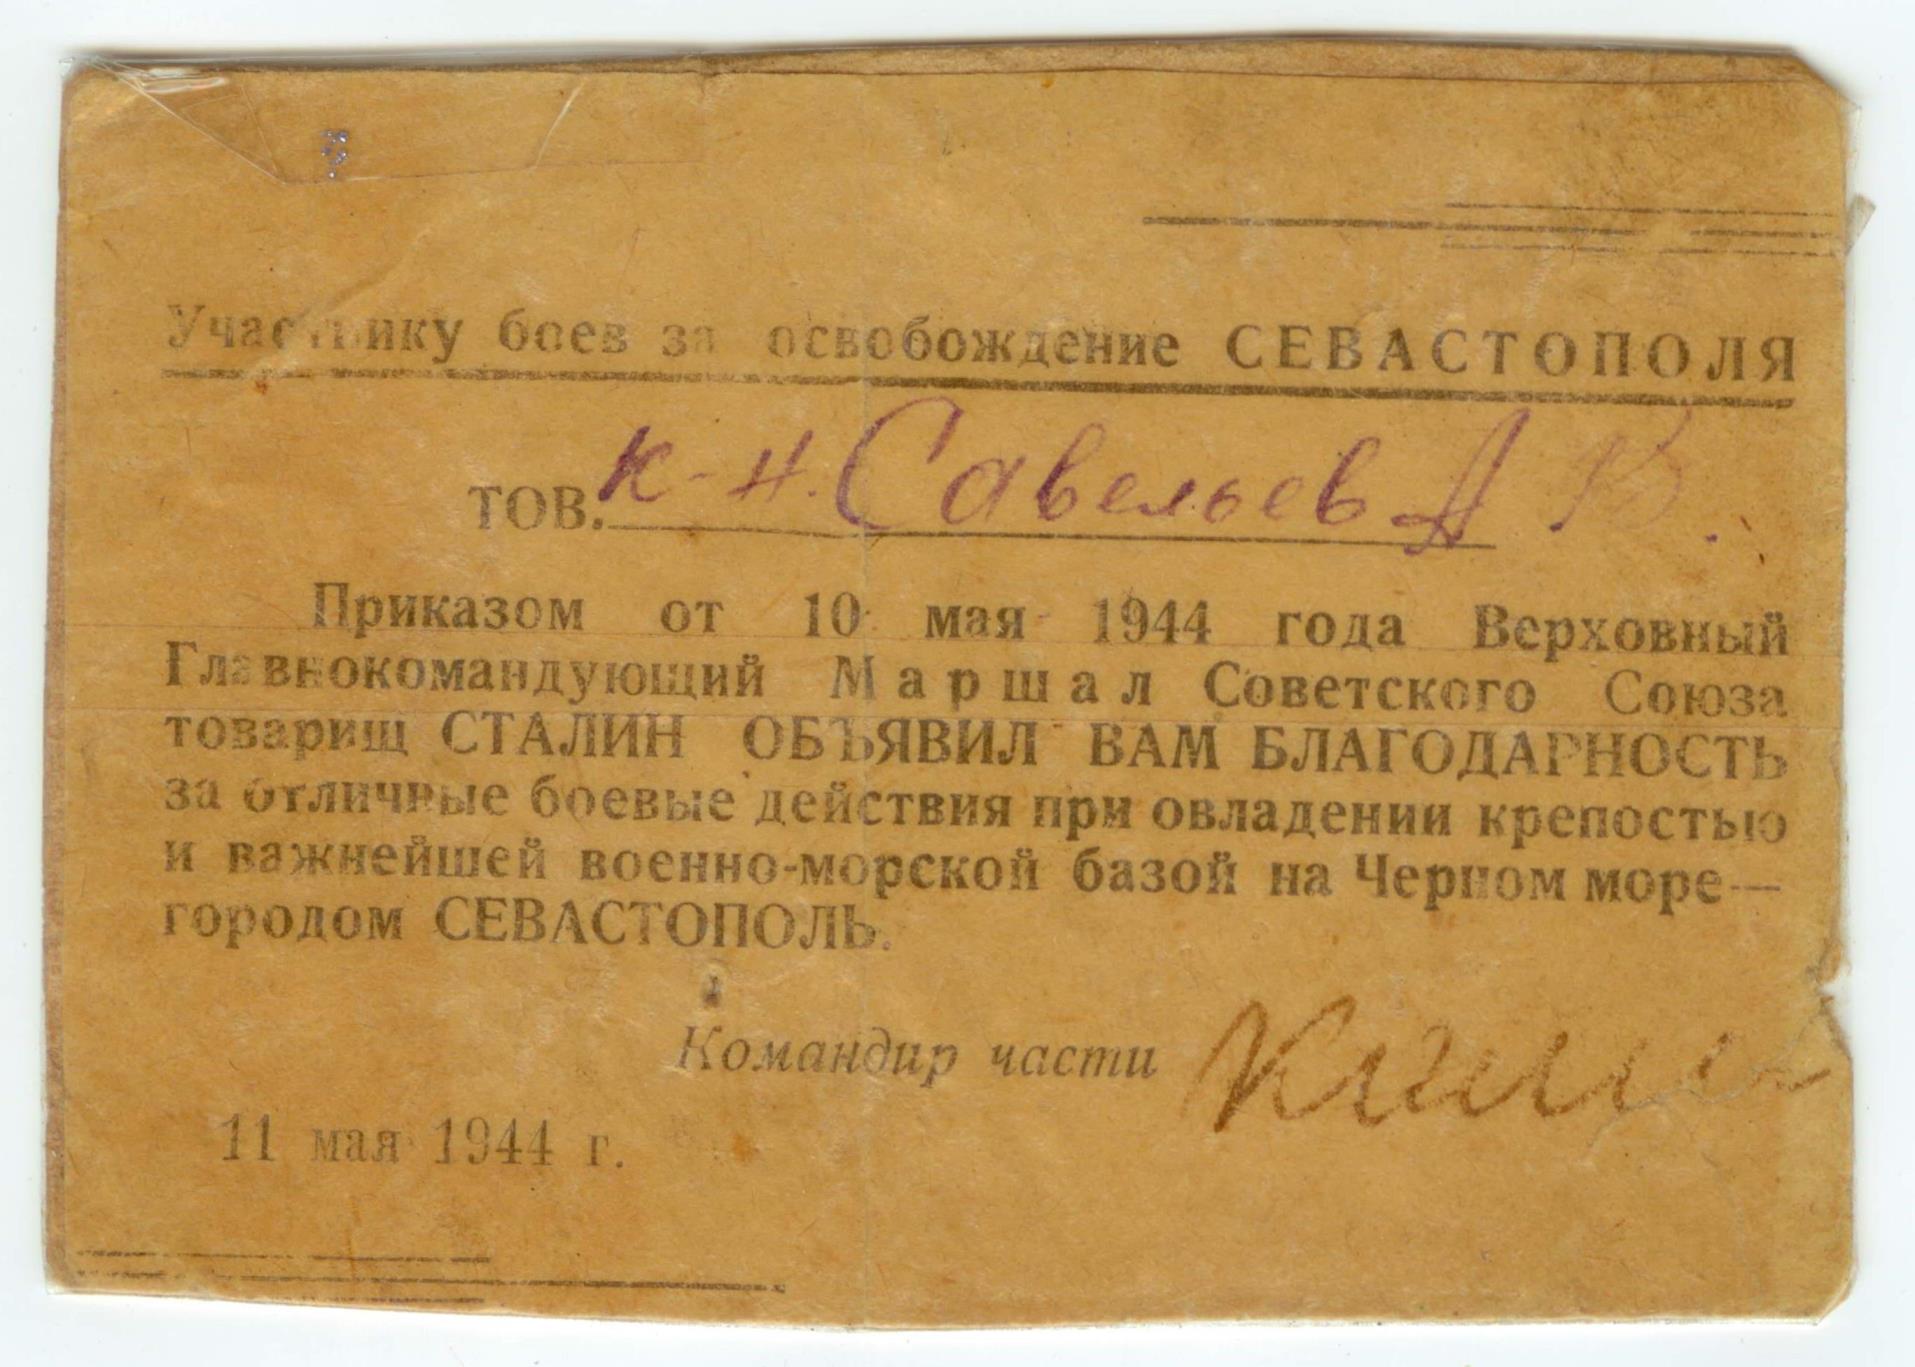 Участнику боев за освобождение СЕВАСТОПОЛЯ
ТОВ. к-н. Савельев А В.
Приказом от 10 мая 1944 года Верховный
Главнокомандующий Маршал Советского Союза
товарищ СТАЛИН ОБЪЯВИЛ ВАМ БЛАГОДАРНОСТЬ
за отличные боевые действия при овладении крепостью
и важнейшей военно-морской базой на Черном море—
городом СЕВАСТОПОЛЬ.
Командир части
11 мая 1944 г.